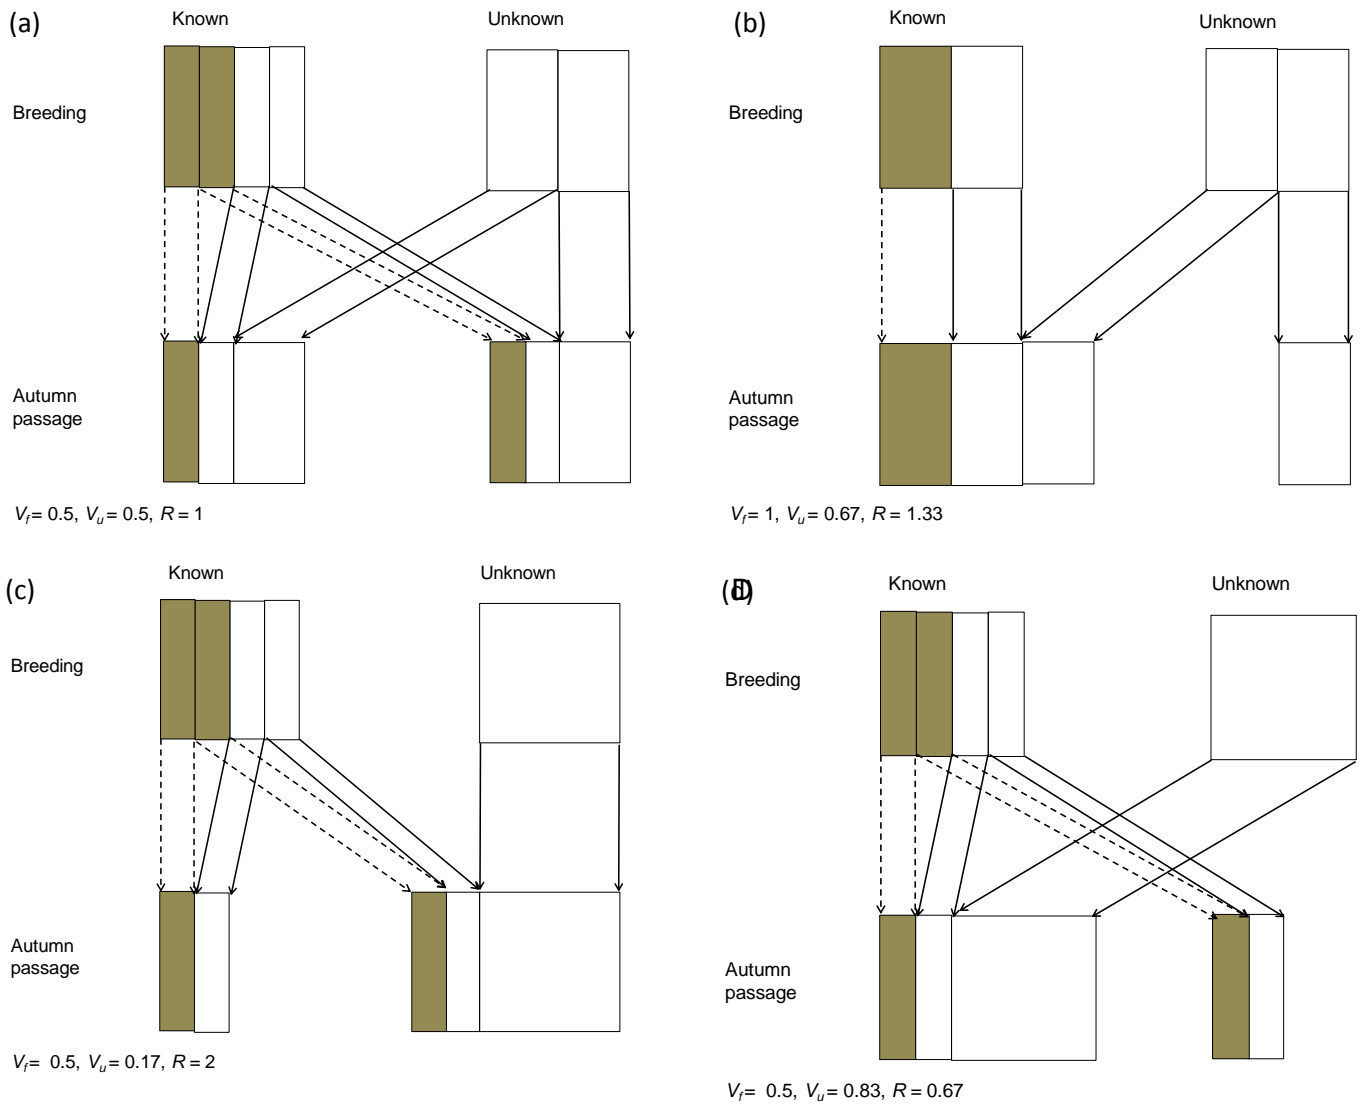 (a)
Known
Unknown
Breeding
Autumn
passage
Vf= 0.5, Vu= 0.5, R= 1
(b)
Known
Unknown
Breeding
Autumn
passage
Vf= 1, Vu= 0.67, R= 1.33
(c)
Known
Unknown
Breeding
Autumn
passage
Vf= 0.5, Vu= 0.17, R= 2
(d)
D
Known
Unknown
Breeding
Autumn
passage
Vf= 0.5, Vu= 0.83, R= 0.67